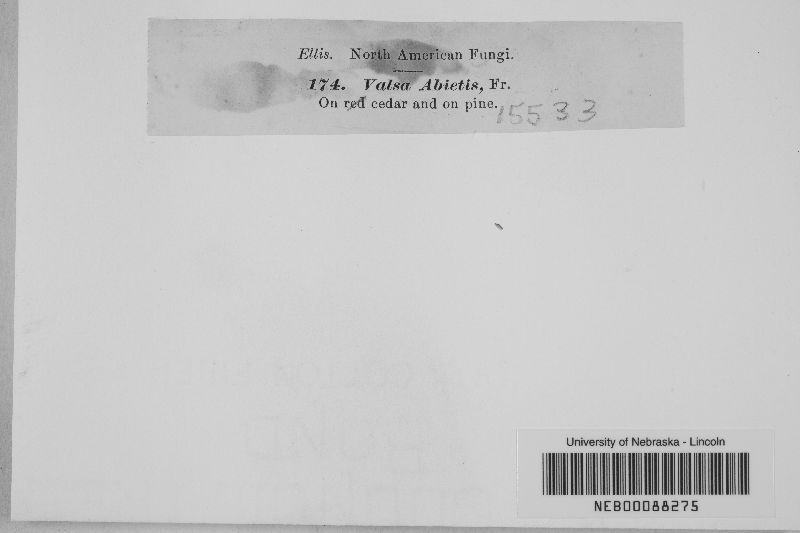 Ellis. North American Fungi.
174. Valsa Abietis, Fr.
On red cedar and on pine.
15533
University of Nebraska - Lincoln
NEB00088275